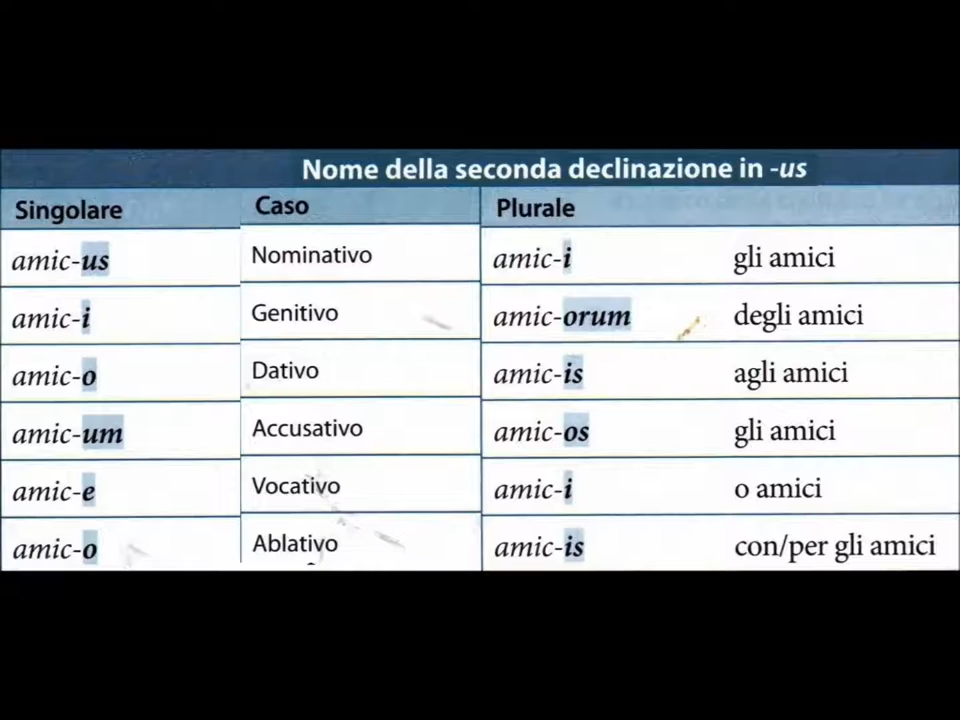 Nome della seconda declinazione in -us
Singolare Caso Plurale
amic-us Nominativo amic-i gli amici
amic-i Genitivo amic-orum degli amici
amic-o Dativo amic-is agli amici
amic-um Accusativo amic-os gli amici
amic-e Vocativo amic-i o amici
amic-o Ablativo amic-is con/per gli amici